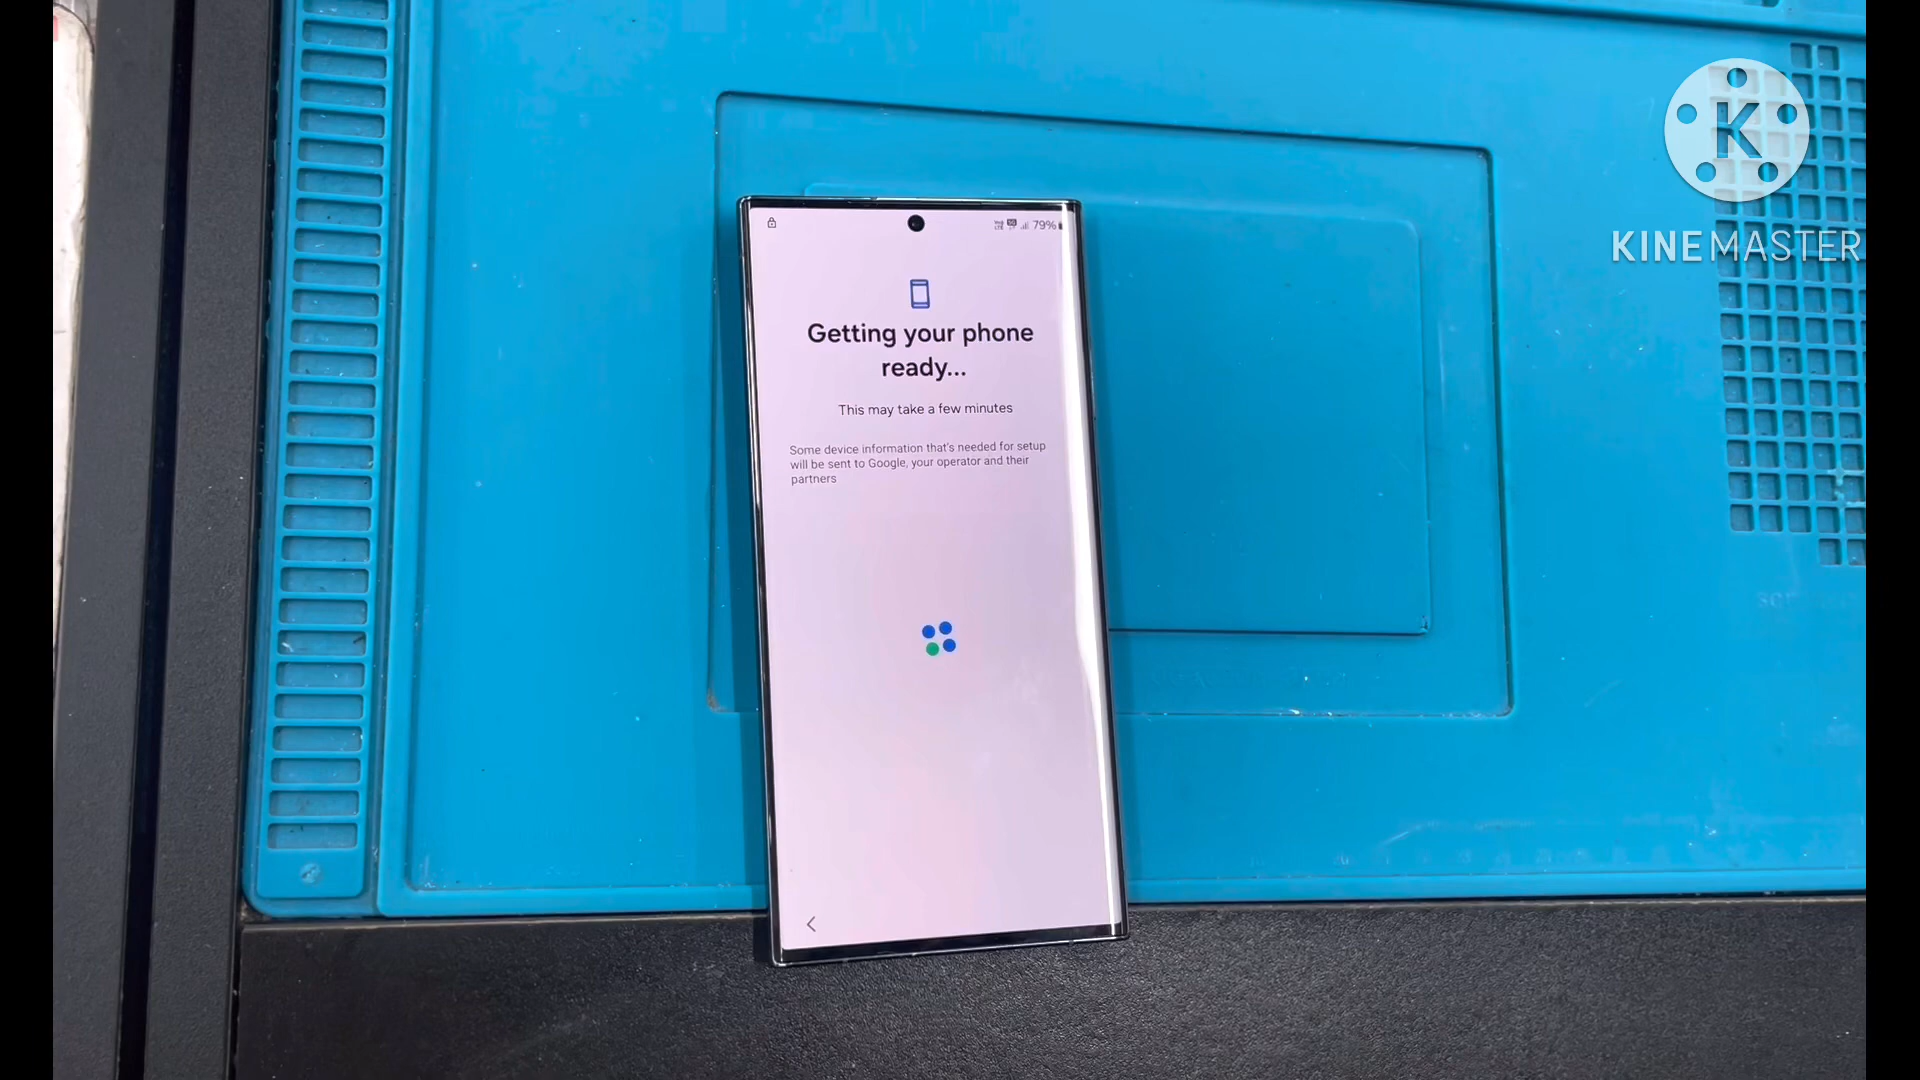 79%
Getting your phone
ready...
This may take a few minutes
Some device information that's needed for setup
will be sent to Google, your operator and their
partners
K
KINEMASTER